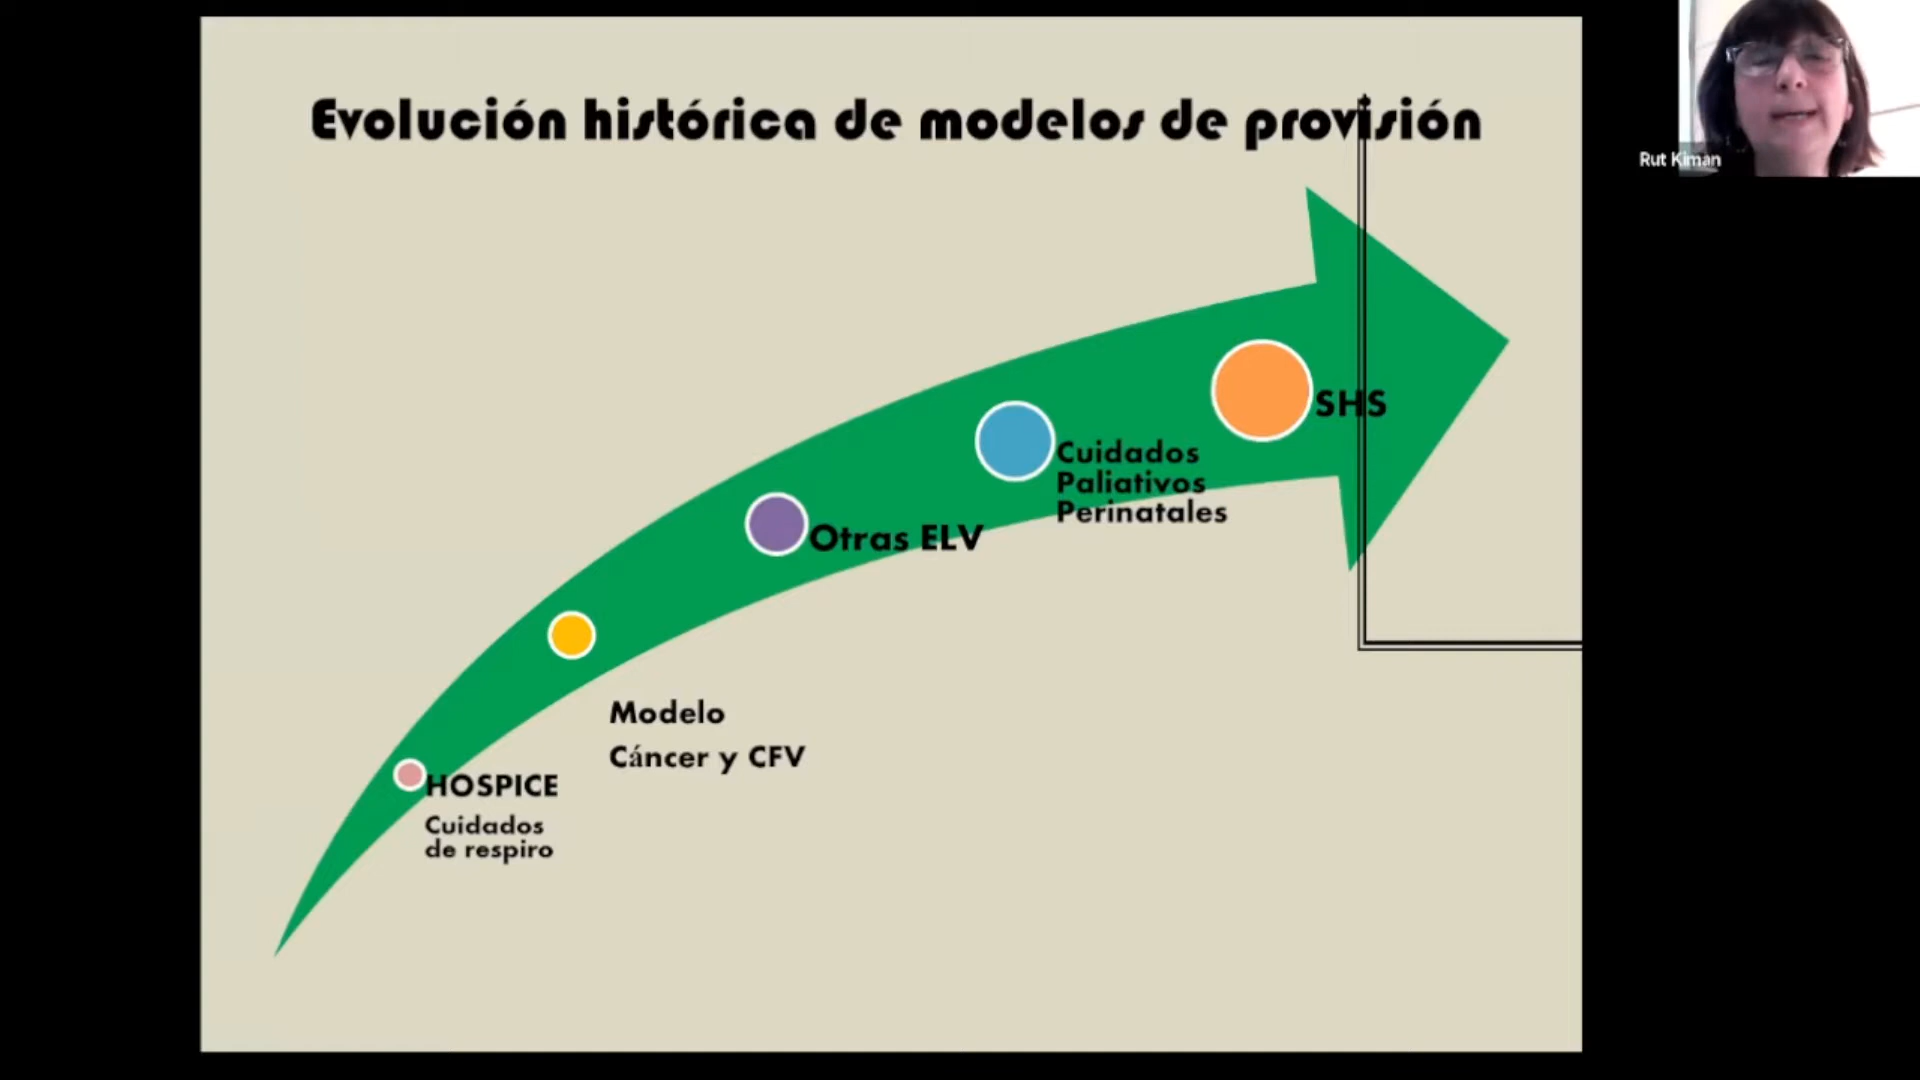 Evolución histórica de modelos de provisión
Rut Kiman
SHS
Cuidados
Paliativos
Perinatales
Otras ELV
Modelo
Cáncer y CFV
HOSPICE
Cuidados
de respiro